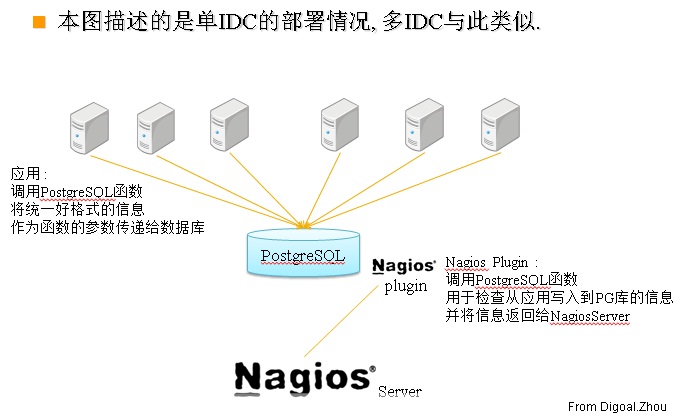 本图描述的是单IDC的部署情况, 多IDC与此类似.
应用 :
调用PostgreSQL函数
将统一好格式的信息
作为函数的参数传递给数据库
PostgreSQL
Nagios®
plugin
Nagios Plugin :
调用PostgreSQL函数
用于检查从应用写入到PG库的信息
并将信息返回给NagiosServer
Nagios® Server
From Digoal.Zhou